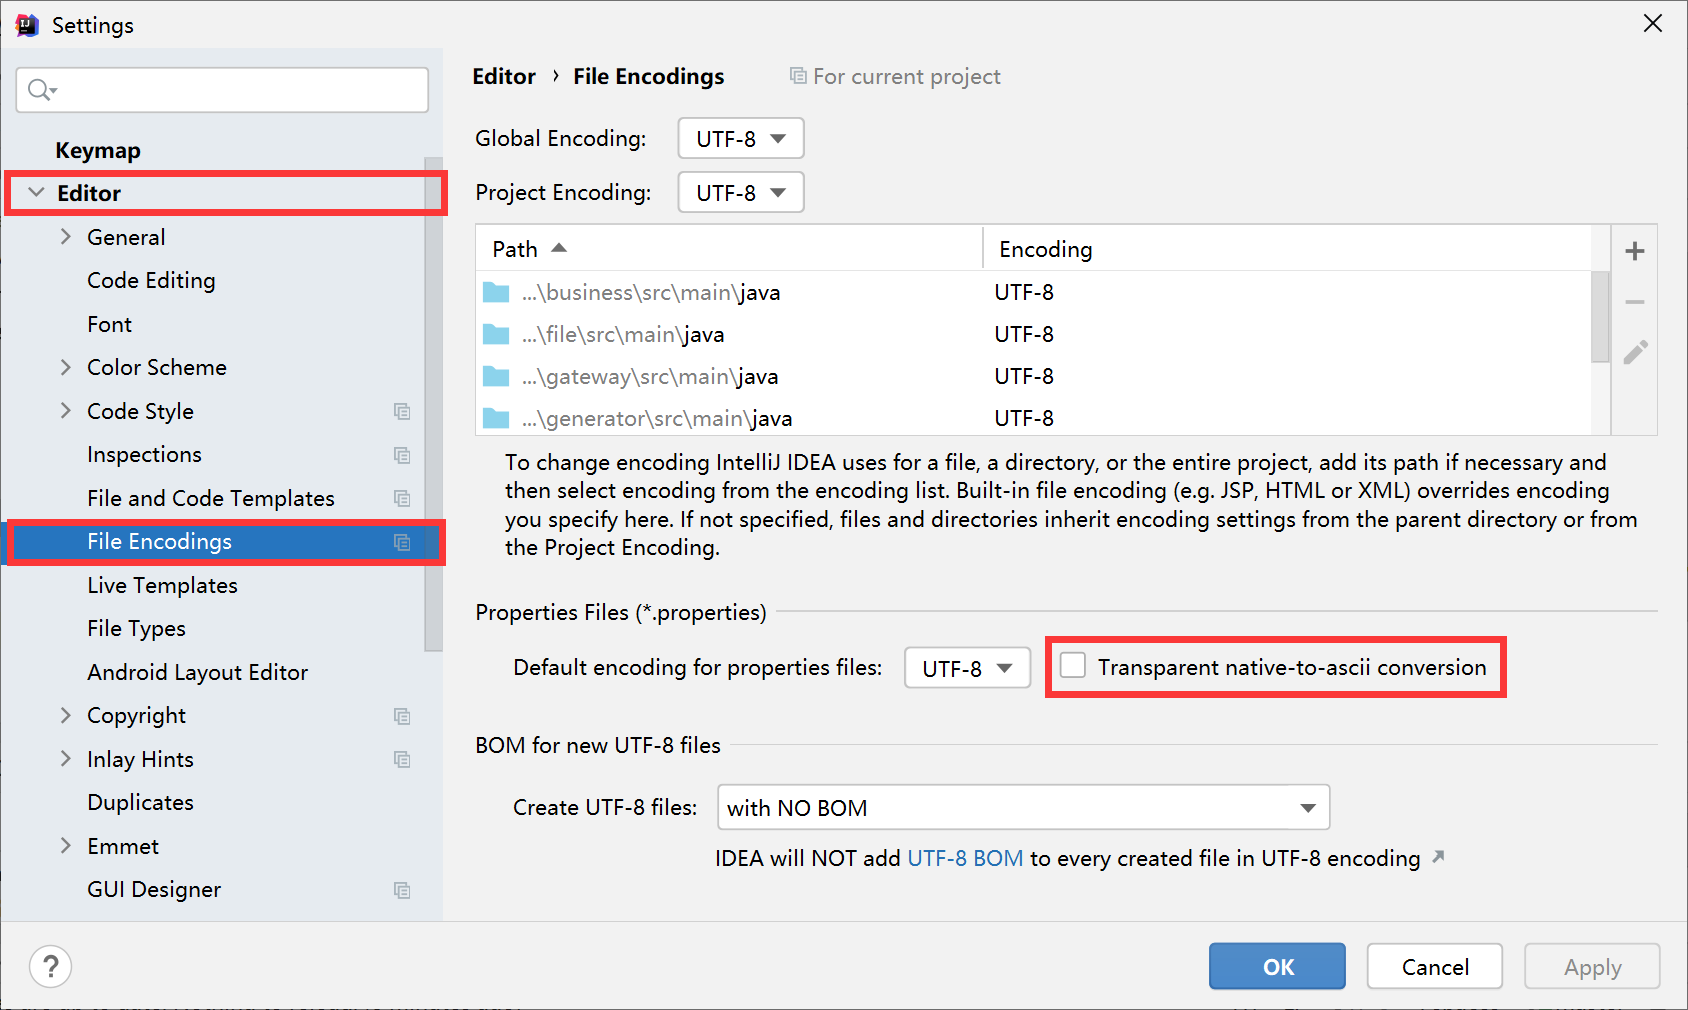 Settings
Keymap
Editor
General
Code Editing
Font
Color Scheme
Code Style
Inspections
File and Code Templates
File Encodings
Live Templates
File Types
Android Layout Editor
Copyright
Inlay Hints
Duplicates
Emmet
GUI Designer
Editor › File Encodings For current project
Global Encoding: UTF-8
Project Encoding: UTF-8
Path Encoding
...\business\src\main\java UTF-8
...\file\src\main\java UTF-8
...\gateway\src\main\java UTF-8
...\generator\src\main\java UTF-8
To change encoding IntelliJ IDEA uses for a file, a directory, or the entire project, add its path if necessary and
then select encoding from the encoding list. Built-in file encoding (e.g. JSP, HTML or XML) overrides encoding
you specify here. If not specified, files and directories inherit encoding settings from the parent directory or from
the Project Encoding.
Properties Files (*.properties)
Default encoding for properties files: UTF-8 Transparent native-to-ascii conversion
BOM for new UTF-8 files
Create UTF-8 files: with NO BOM
IDEA will NOT add UTF-8 BOM to every created file in UTF-8 encoding
? OK Cancel Apply